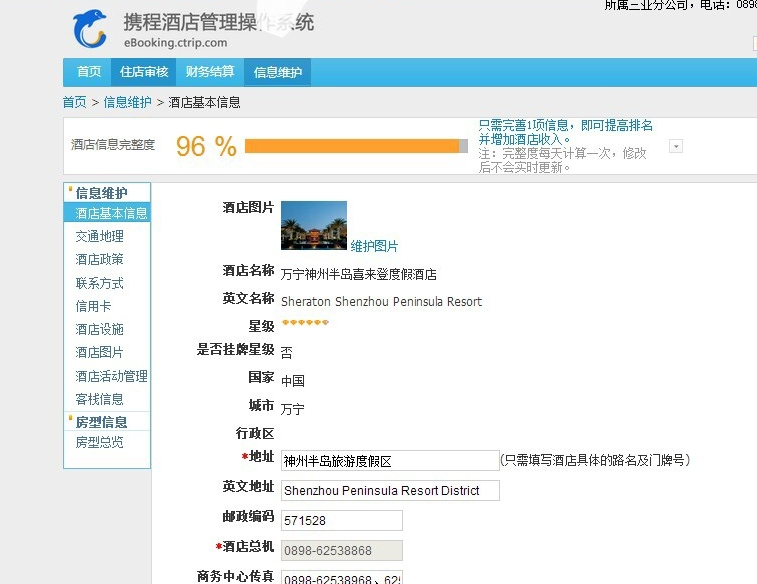 所属三业分公司，电话：0898
携程酒店管理操作系统
eBooking.ctrip.com
首页 住店审核 财务结算 信息维护
首页 > 信息维护 > 酒店基本信息
酒店信息完整度 96 %
只需完善1项信息，即可提高排名
并增加酒店收入。
注：完整度每天计算一次，修改
后不会实时更新。
信息维护
酒店基本信息
交通地理
酒店政策
联系方式
信用卡
酒店设施
酒店图片
酒店活动管理
客栈信息
房型信息
房型总览
酒店图片 维护图片
酒店名称 万宁神州半岛喜来登度假酒店
英文名称 Sheraton Shenzhou Peninsula Resort
星级
是否挂牌星级 否
国家 中国
城市 万宁
行政区
*地址 神州半岛旅游度假区 (只需填写酒店具体的路名及门牌号)
英文地址 Shenzhou Peninsula Resort District
邮政编码 571528
*酒店总机 0898-62538868
商务中心传真 0898-62538968、625